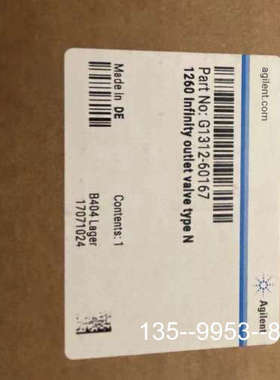 agilent.com
Part No: G1312-60167
1260 Infinity outlet valve type N
Made in DE
Contents: 1
B404 Lager
17071024
Agilent
135--9953-8